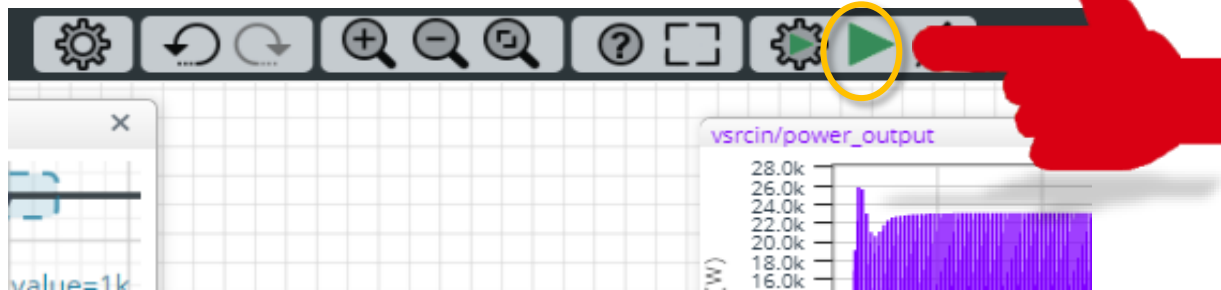 ?
×
vsrcin/power_output
28.0k
26.0k
24.0k
22.0k
20.0k
18.0k
16.0k
(W)
value=1k